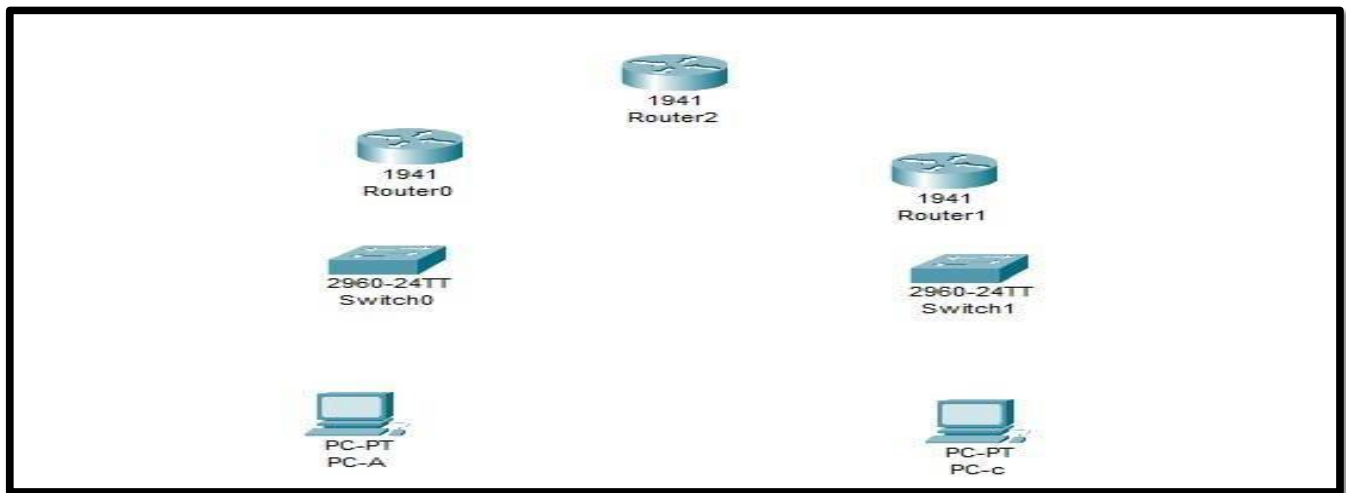 1941
Router2
1941
Router0
1941
Router1
2960-24TT
Switch0
2960-24TT
Switch1
PC-PT
PC-A
PC-PT
PC-c